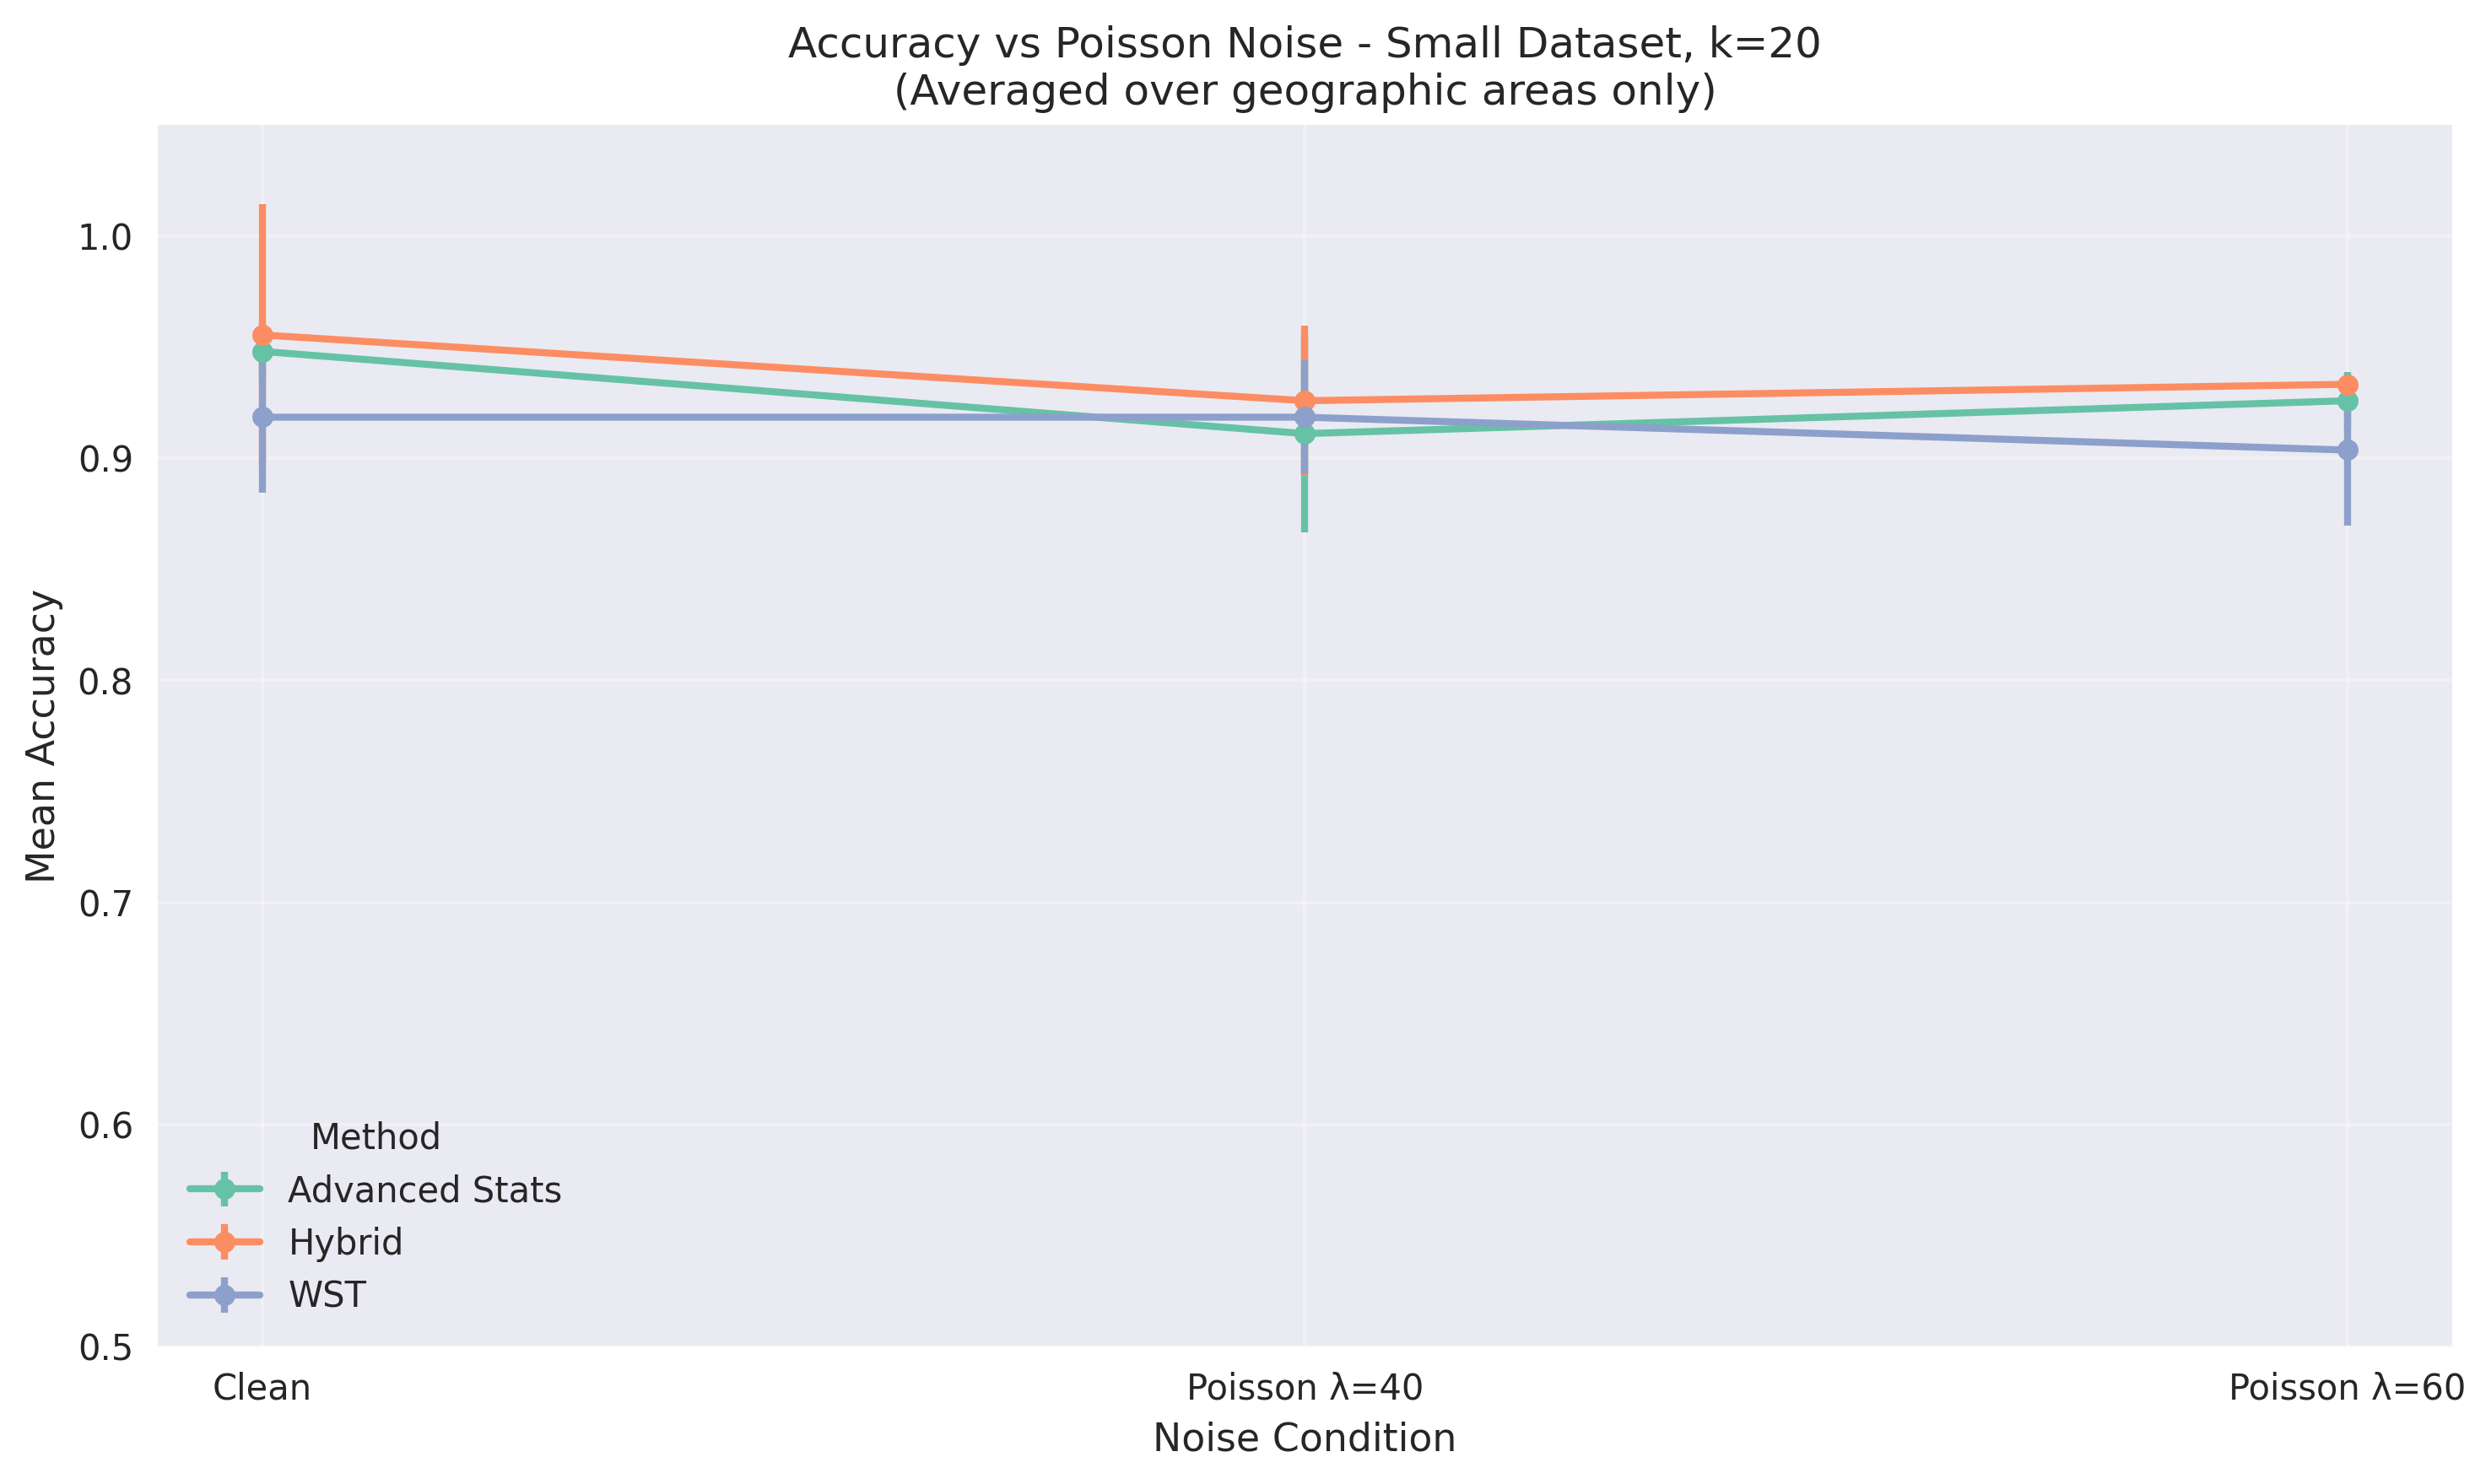 Accuracy vs Poisson Noise - Small Dataset, k=20
(Averaged over geographic areas only)
Mean Accuracy
1.0
0.9
0.8
0.7
0.6
0.5
Method
Advanced Stats
Hybrid
WST
Clean
Poisson λ=40
Poisson λ=60
Noise Condition